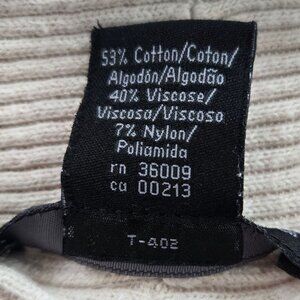 53% Cotton/Coton/
Algodón/Algodão
40% Viscose/
Viscosa/Viscoso
7% Nylon/
Poliamida
rn 36009
ca 00213
T-402